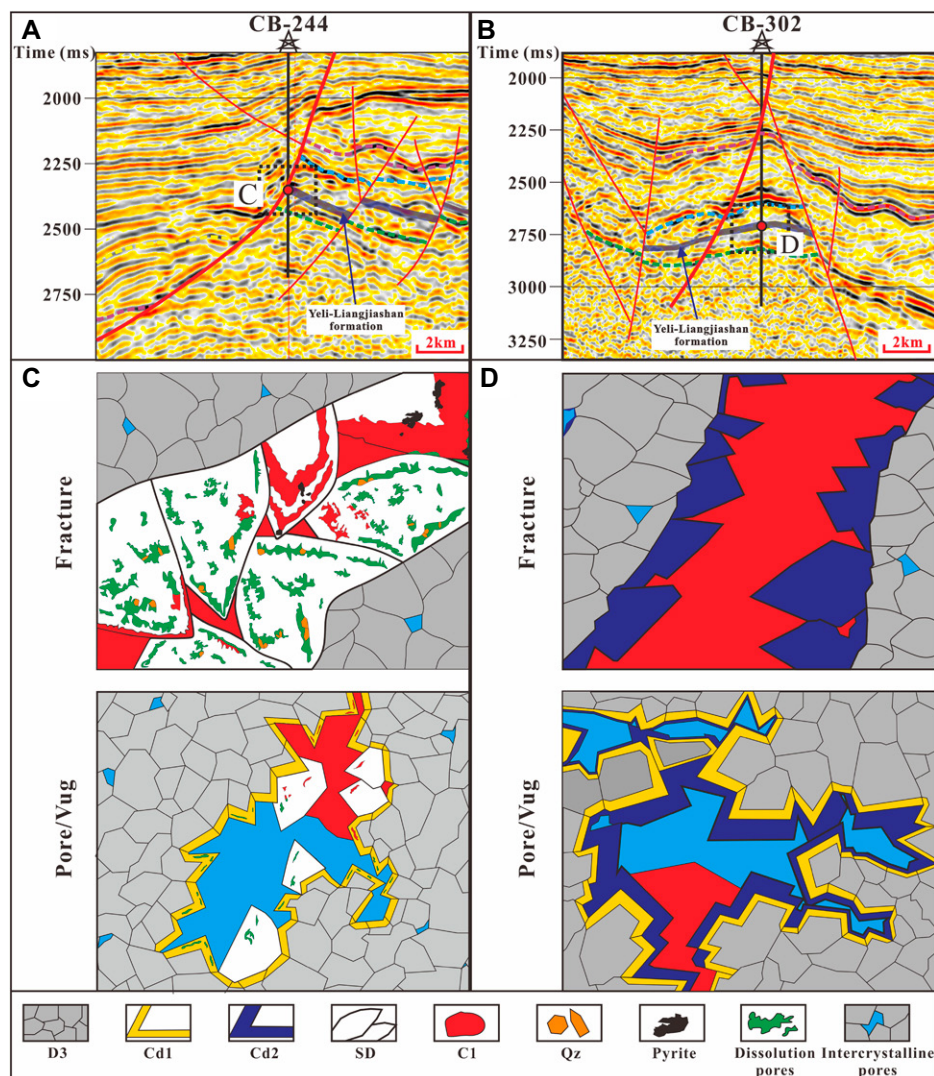 A
CB-244
Time (ms)
2000
2250
2500
2750
C
Yeli-Liangjiashan
formation
2km
B
CB-302
Time (ms)
2000
2250
2500
2750
3000
3250
D
Yeli-Liangjiashan
formation
2km
C
Fracture
Pore/Vug
D
Fracture
Pore/Vug
D3
Cd1
Cd2
SD
C1
Qz
Pyrite
Dissolution
pores
Intercrystalline
pores